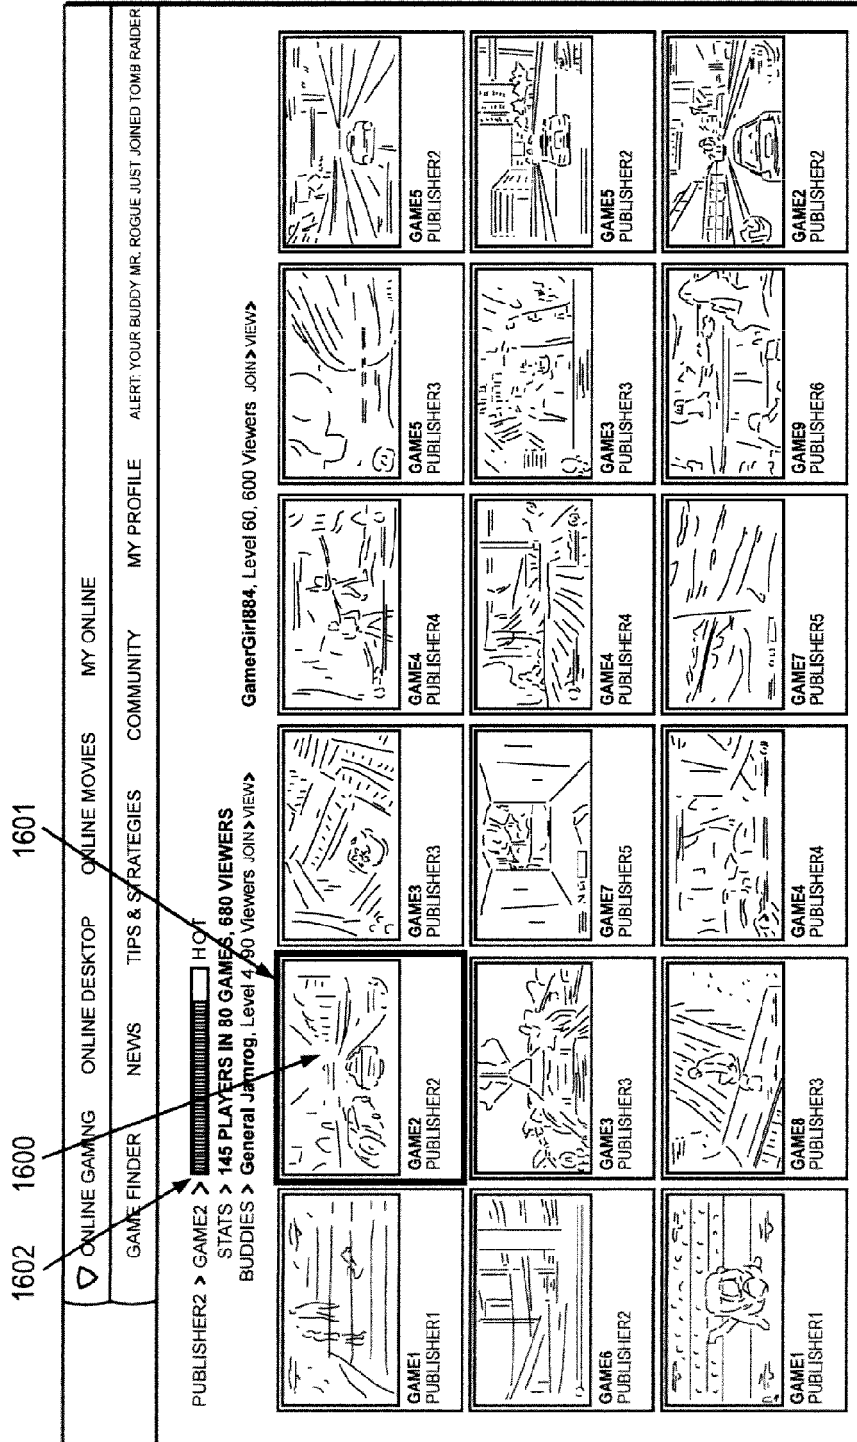 1602 1600 1601
ONLINE GAMING ONLINE DESKTOP ONLINE MOVIES MY ONLINE
GAME FINDER NEWS TIPS & STRATEGIES COMMUNITY MY PROFILE ALERT: YOUR BUDDY MR. ROGUE JUST JOINED TOMB RAIDER
PUBLISHER2 > GAME2 > HOT
STATS > 145 PLAYERS IN 80 GAMES, 680 VIEWERS
BUDDIES > General Jamrog, Level 4, 90 Viewers JOIN> VIEW> GamerGirl884, Level 60, 600 Viewers JOIN> VIEW>
GAME1 GAME2 GAME3 GAME4 GAME5 GAME5
PUBLISHER1 PUBLISHER2 PUBLISHER3 PUBLISHER4 PUBLISHER3 PUBLISHER2
GAME6 GAME3 GAME7 GAME4 GAME3 GAME5
PUBLISHER2 PUBLISHER3 PUBLISHER5 PUBLISHER4 PUBLISHER3 PUBLISHER2
GAME1 GAME8 GAME4 GAME7 GAME9 GAME2
PUBLISHER1 PUBLISHER3 PUBLISHER4 PUBLISHER5 PUBLISHER6 PUBLISHER2